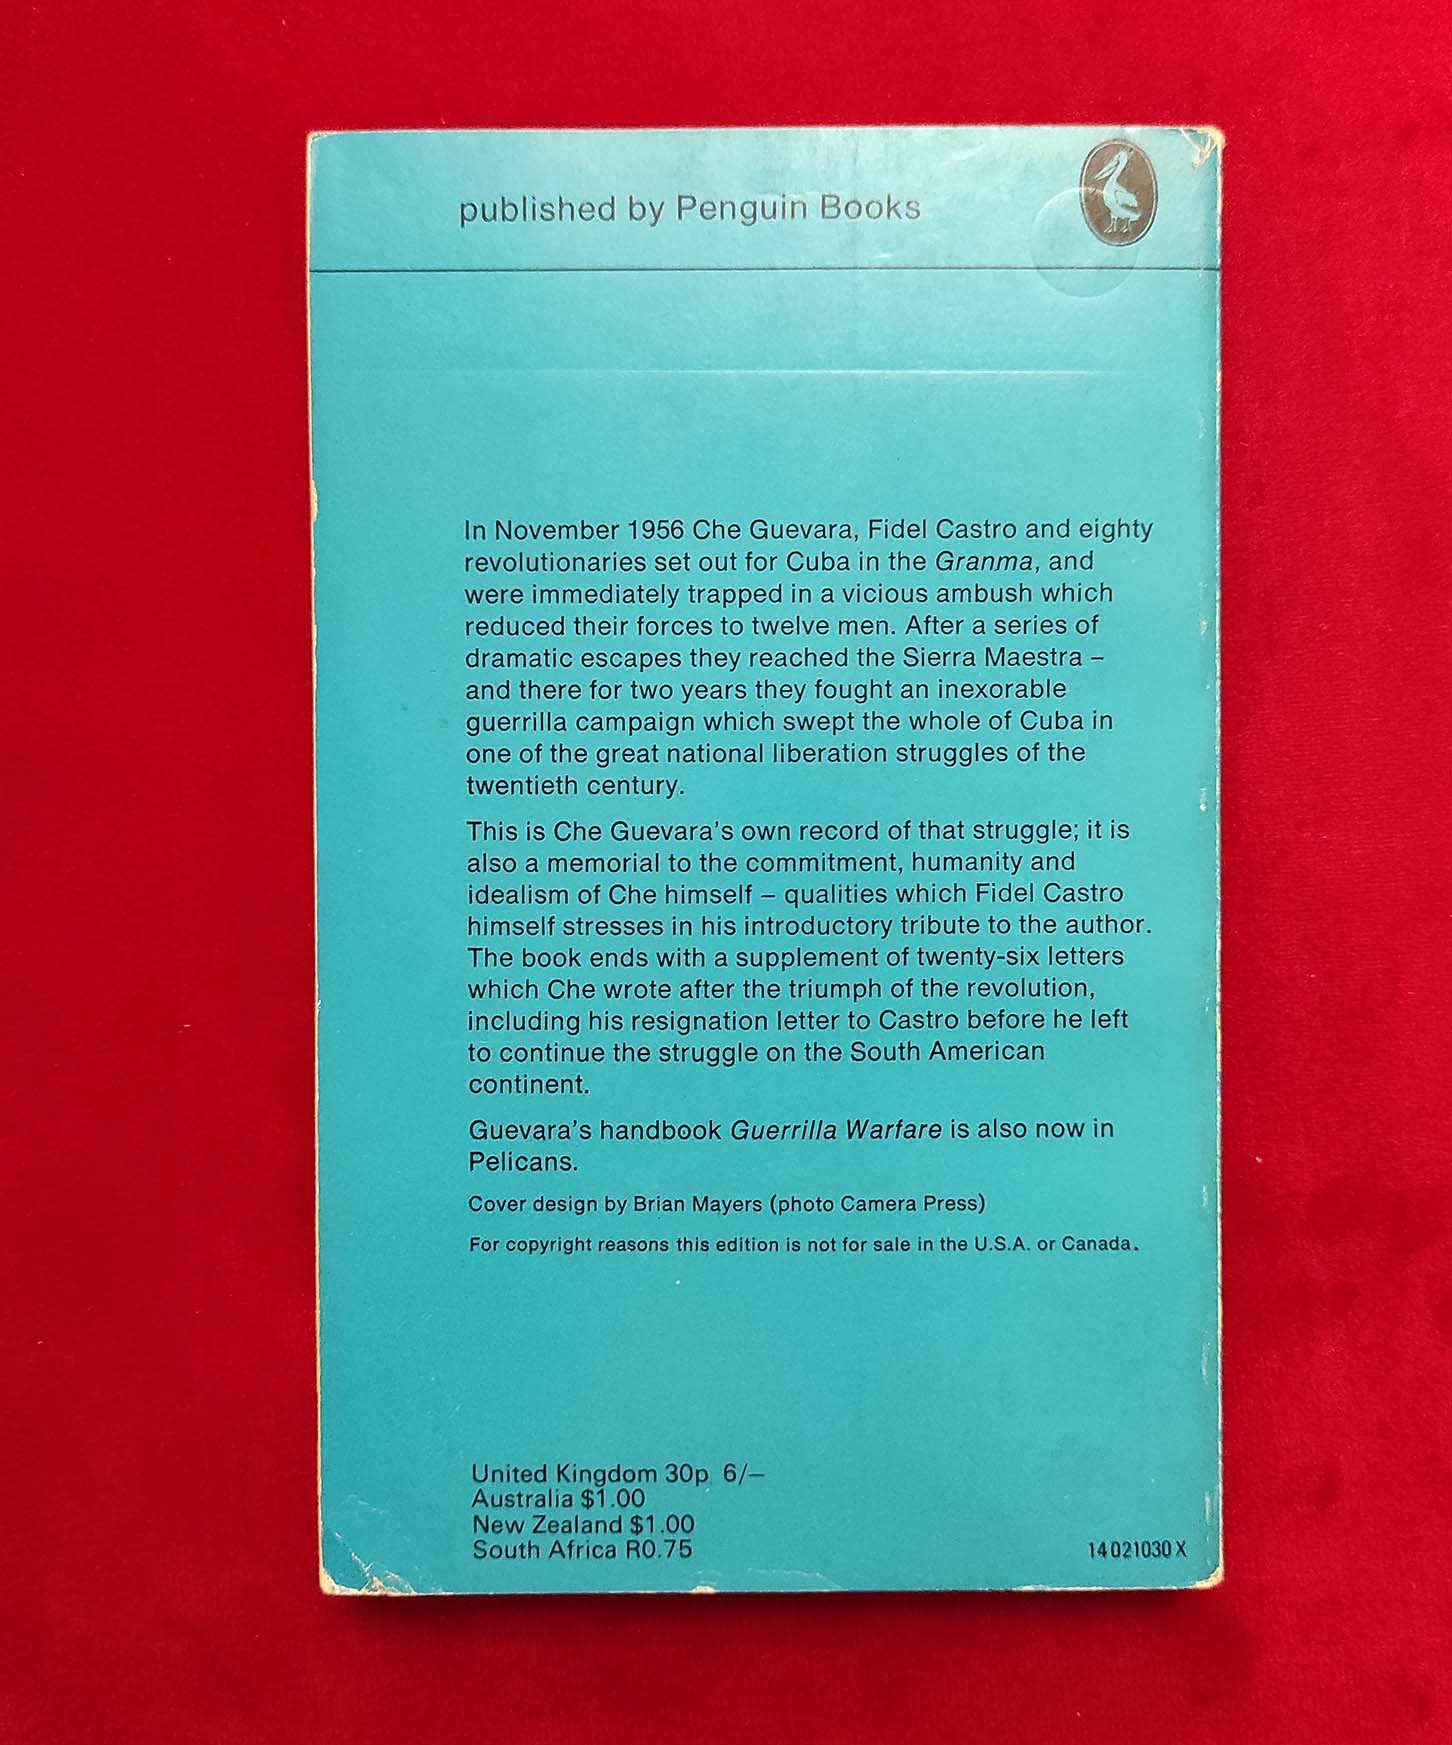 published by Penguin Books
In November 1956 Che Guevara, Fidel Castro and eighty
revolutionaries set out for Cuba in the Granma, and
were immediately trapped in a vicious ambush which
reduced their forces to twelve men. After a series of
dramatic escapes they reached the Sierra Maestra –
and there for two years they fought an inexorable
guerrilla campaign which swept the whole of Cuba in
one of the great national liberation struggles of the
twentieth century.
This is Che Guevara's own record of that struggle; it is
also a memorial to the commitment, humanity and
idealism of Che himself – qualities which Fidel Castro
himself stresses in his introductory tribute to the author.
The book ends with a supplement of twenty-six letters
which Che wrote after the triumph of the revolution,
including his resignation letter to Castro before he left
to continue the struggle on the South American
continent.
Guevara's handbook Guerrilla Warfare is also now in
Pelicans.
Cover design by Brian Mayers (photo Camera Press)
For copyright reasons this edition is not for sale in the U.S.A. or Canada.
United Kingdom 30p 6/–
Australia $1.00
New Zealand $1.00
South Africa R0.75
14 021030 X